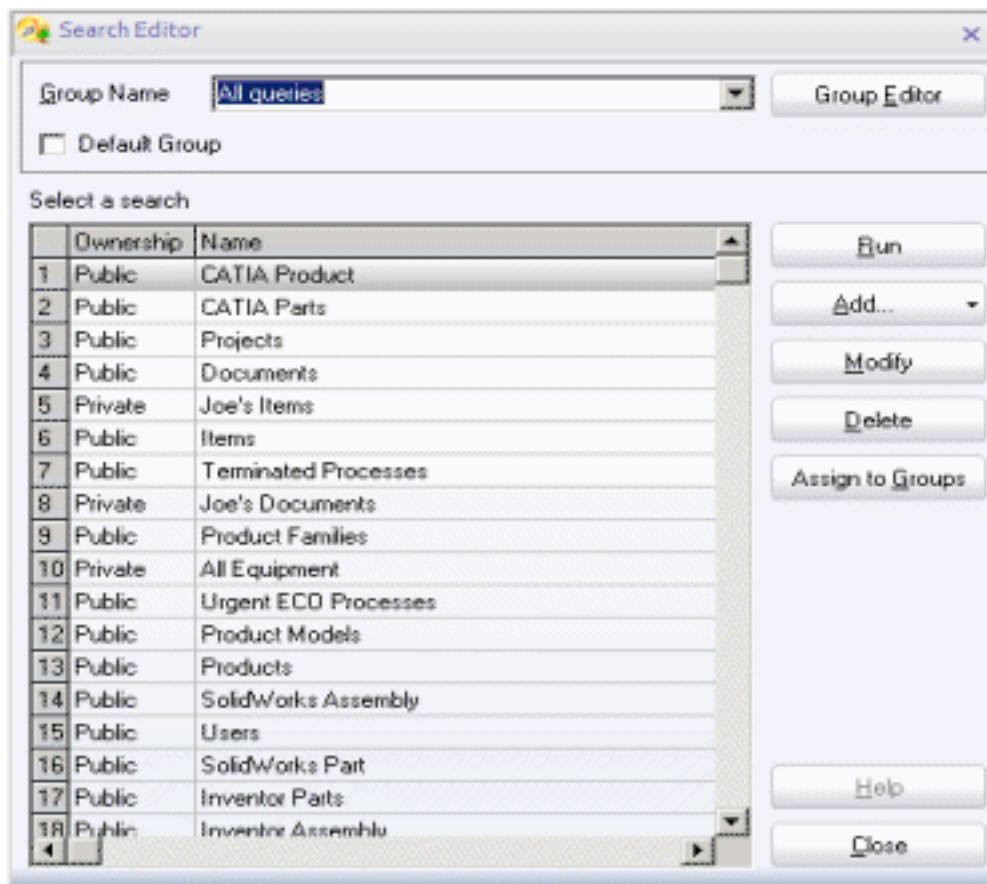 Search Editor
Group Name All queries Group Editor
Default Group
Select a search
Ownership Name
1 Public CATIA Product
2 Public CATIA Parts
3 Public Projects
4 Public Documents
5 Private Joe's Items
6 Public Items
7 Public Terminated Processes
8 Private Joe's Documents
9 Public Product Families
10 Private All Equipment
11 Public Urgent ECO Processes
12 Public Product Models
13 Public Products
14 Public SolidWorks Assembly
15 Public Users
16 Public SolidWorks Part
17 Public Inventor Parts
18 Public Inventor Assembly
Run
Add...
Modify
Delete
Assign to Groups
Help
Close